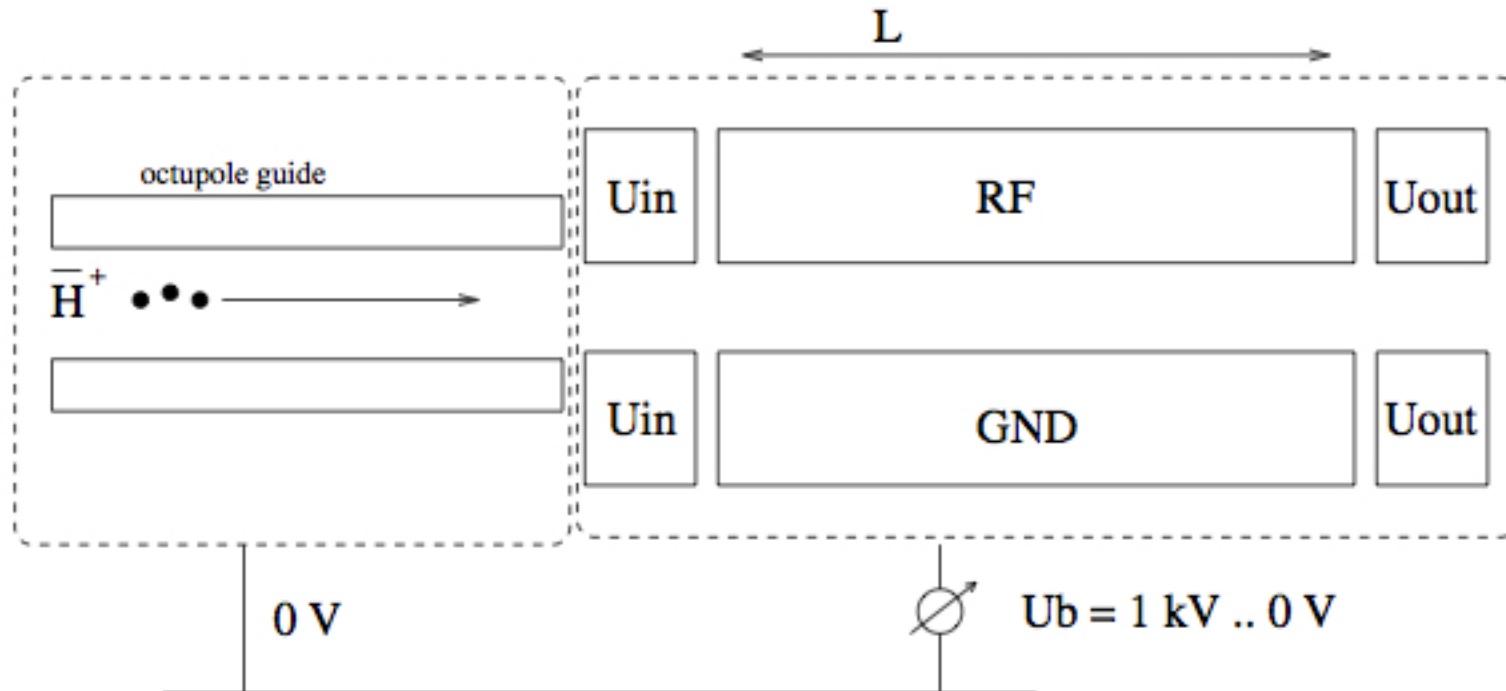 L
octupole guide
Uin RF Uout
H̅⁺
Uin GND Uout
0 V
Ub = 1 kV .. 0 V